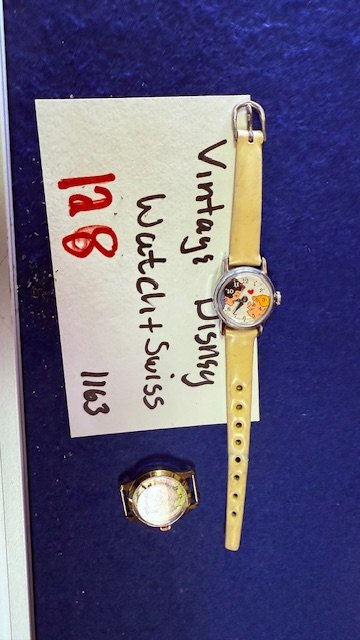 Vintage Disney
Watch + Swiss
128
1163